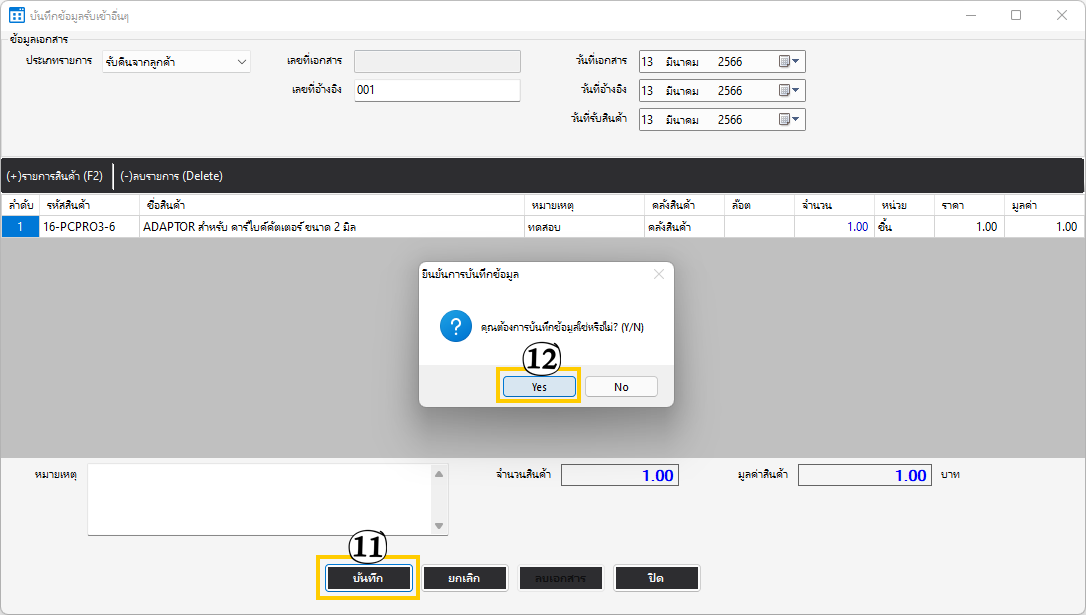 บันทึกข้อมูลรับเข้าอื่นๆ
ข้อมูลเอกสาร
ประเภทรายการ รับคืนจากลูกค้า เลขที่เอกสาร วันที่เอกสาร 13 มีนาคม 2566
เลขที่อ้างอิง 001 วันที่อ้างอิง 13 มีนาคม 2566
วันที่รับสินค้า 13 มีนาคม 2566
(+)รายการสินค้า (F2) (-)ลบรายการ (Delete)
ลำดับ รหัสสินค้า ชื่อสินค้า หมายเหตุ คลังสินค้า ล๊อต จำนวน หน่วย ราคา มูลค่า
1 16-PCPRO3-6 ADAPTOR สำหรับ คาร์ไบด์คัตเตอร์ ขนาด 2 มิล ทดสอบ คลังสินค้า 1.00 ชิ้น 1.00 1.00
ยืนยันการบันทึกข้อมูล
คุณต้องการบันทึกข้อมูลใช่หรือไม่? (Y/N)
12
Yes No
หมายเหตุ จำนวนสินค้า 1.00 มูลค่าสินค้า 1.00 บาท
11
บันทึก ยกเลิก ลบเอกสาร ปิด